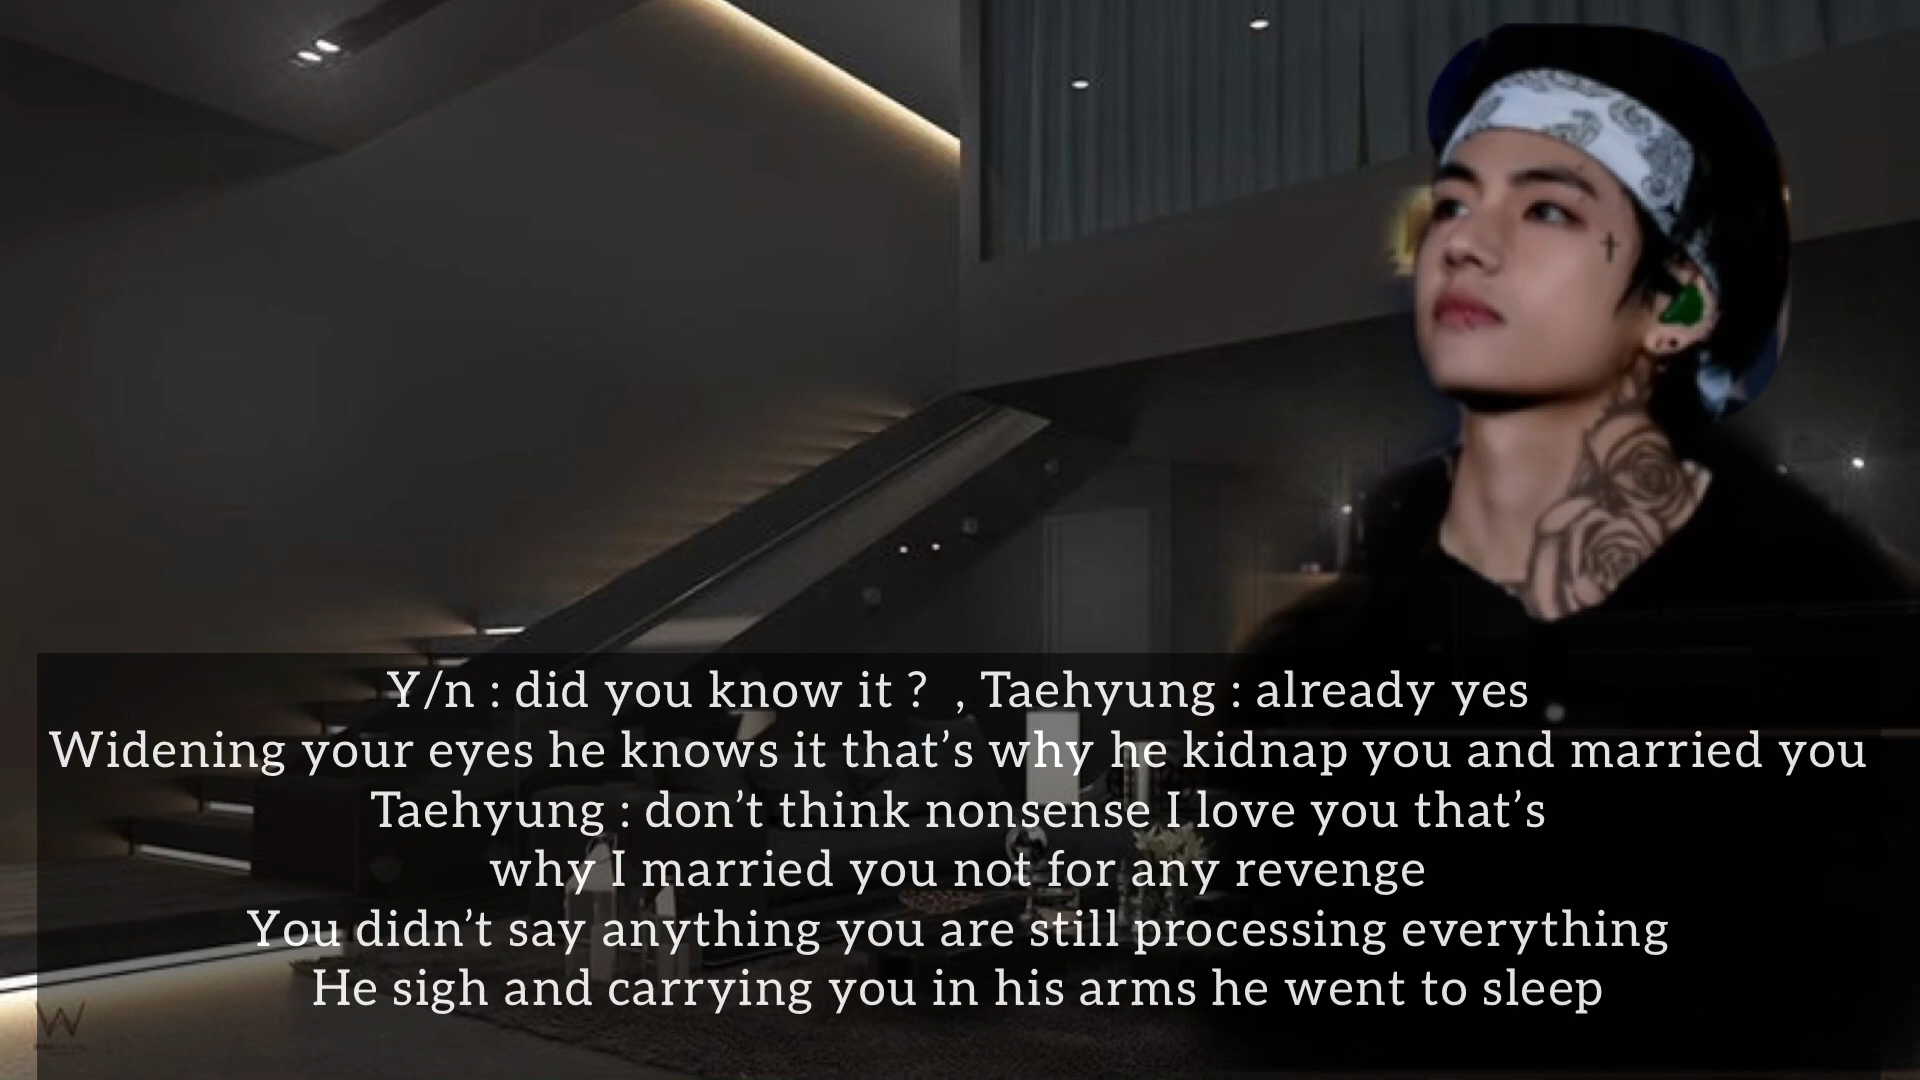 Y/n : did you know it ?  , Taehyung : already yes
Widening your eyes he knows it that’s why he kidnap you and married you
Taehyung : don’t think nonsense I love you that’s
why I married you not for any revenge
You didn’t say anything you are still processing everything
He sigh and carrying you in his arms he went to sleep
W